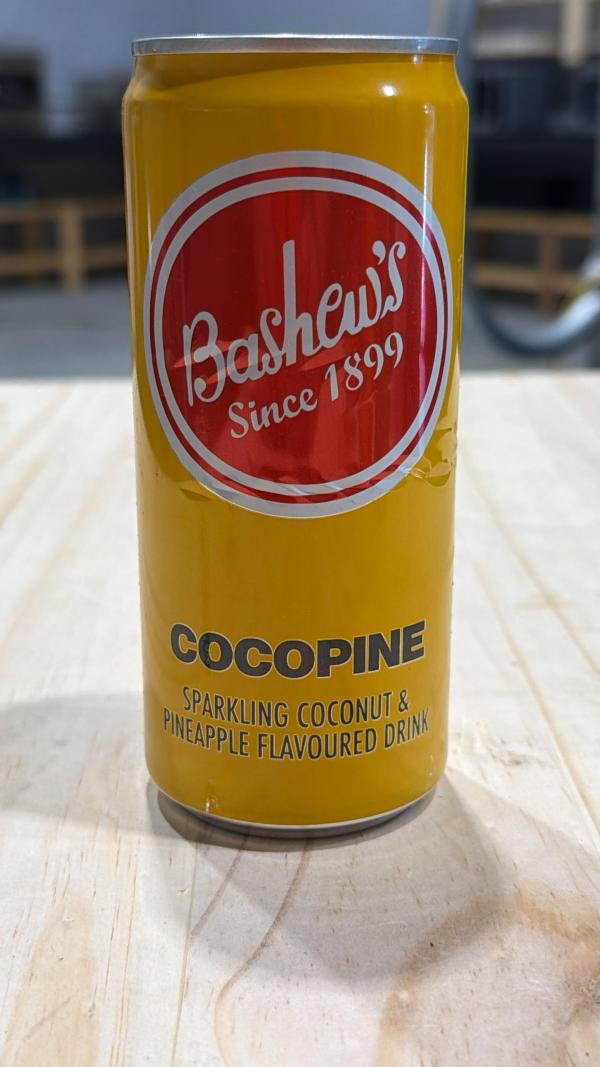 Bashew's
Since 1899
COCOPINE
SPARKLING COCONUT &
PINEAPPLE FLAVOURED DRINK